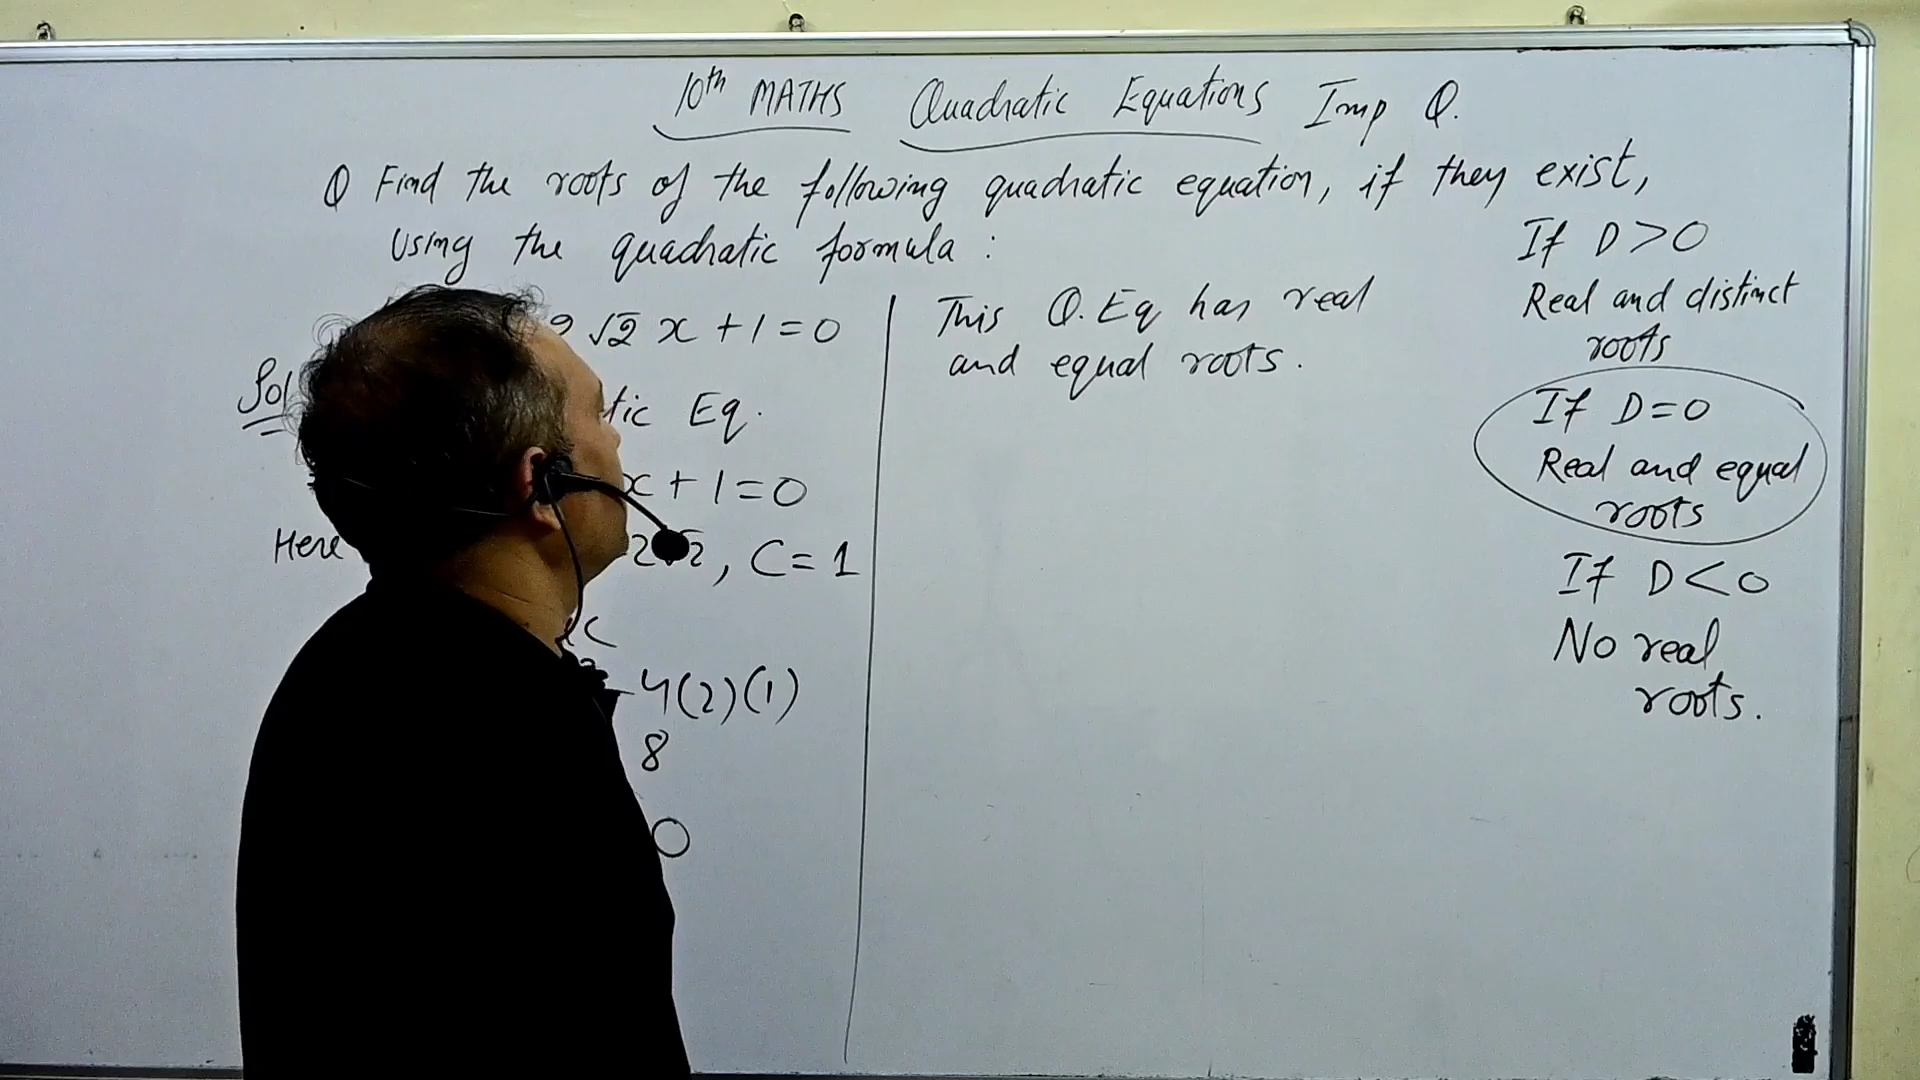 10th MATHS Quadratic Equations Imp Q.
Q Find the roots of the following quadratic equation, if they exist,
using the quadratic formula :
√2 x + 1 = 0
Sol
Eq.
x + 1 = 0
Here 2√2, C = 1
C
- 4(2)(1)
8
0
This Q.Eq has real
and equal roots.
If D > 0
Real and distinct
roots
If D = 0
Real and equal
roots
If D < 0
No real
roots.